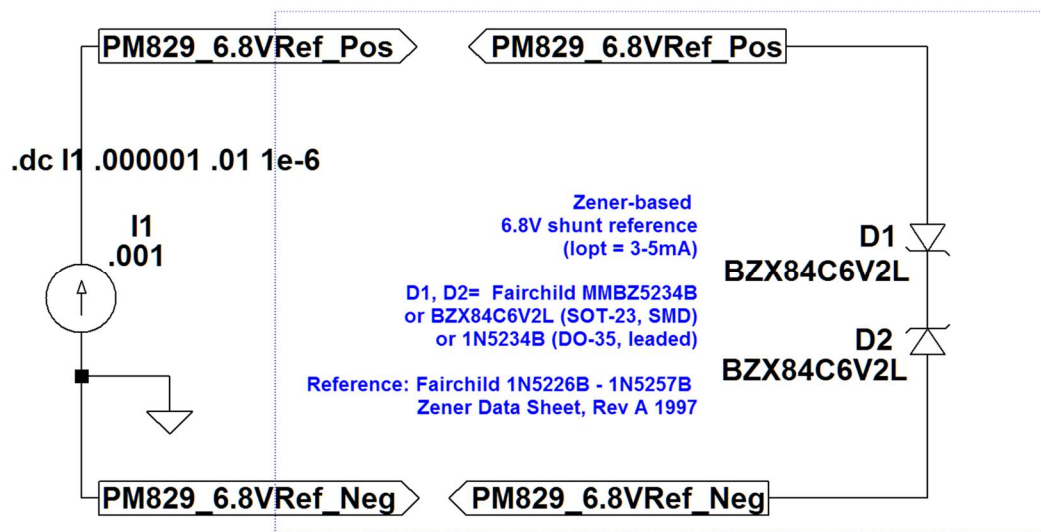 PM829_6.8VRef_Pos
PM829_6.8VRef_Pos
.dc I1 .000001 .01 1e-6
I1
.001
Zener-based
6.8V shunt reference
(Iopt = 3-5mA)
D1
BZX84C6V2L
D1, D2= Fairchild MMBZ5234B
or BZX84C6V2L (SOT-23, SMD)
or 1N5234B (DO-35, leaded)
D2
BZX84C6V2L
Reference: Fairchild 1N5226B - 1N5257B
Zener Data Sheet, Rev A 1997
PM829_6.8VRef_Neg
PM829_6.8VRef_Neg